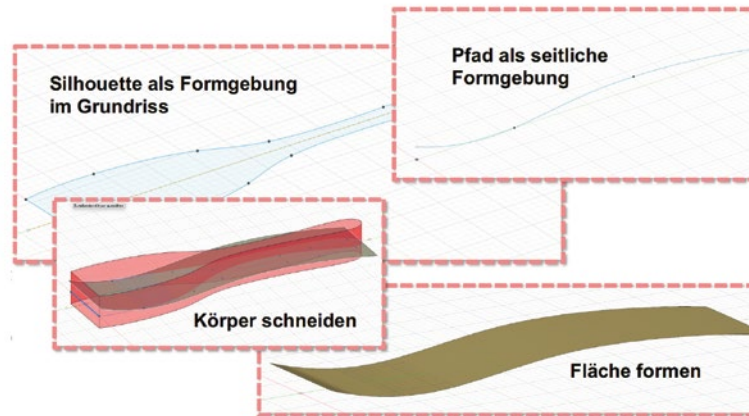 Silhouette als Formgebung
im Grundriss
Pfad als seitliche
Formgebung
Körper schneiden
Fläche formen